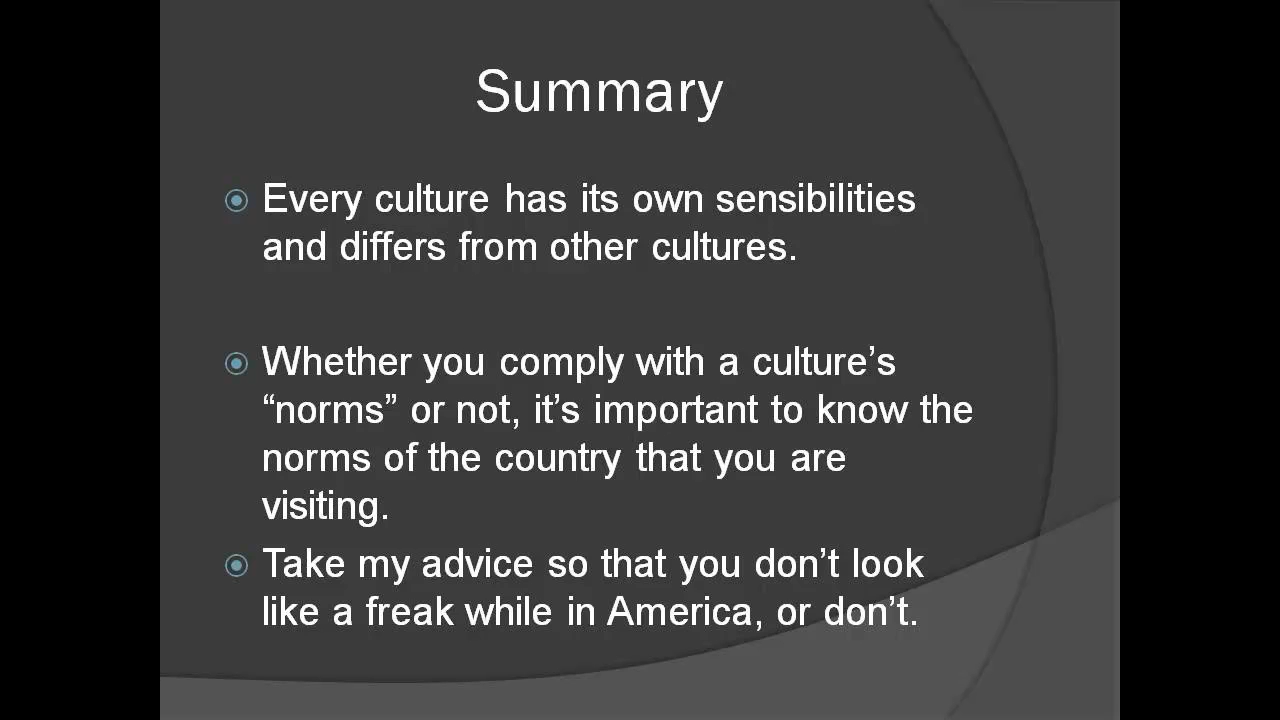 Summary
Every culture has its own sensibilities
and differs from other cultures.
Whether you comply with a culture’s
“norms” or not, it’s important to know the
norms of the country that you are
visiting.
Take my advice so that you don’t look
like a freak while in America, or don’t.